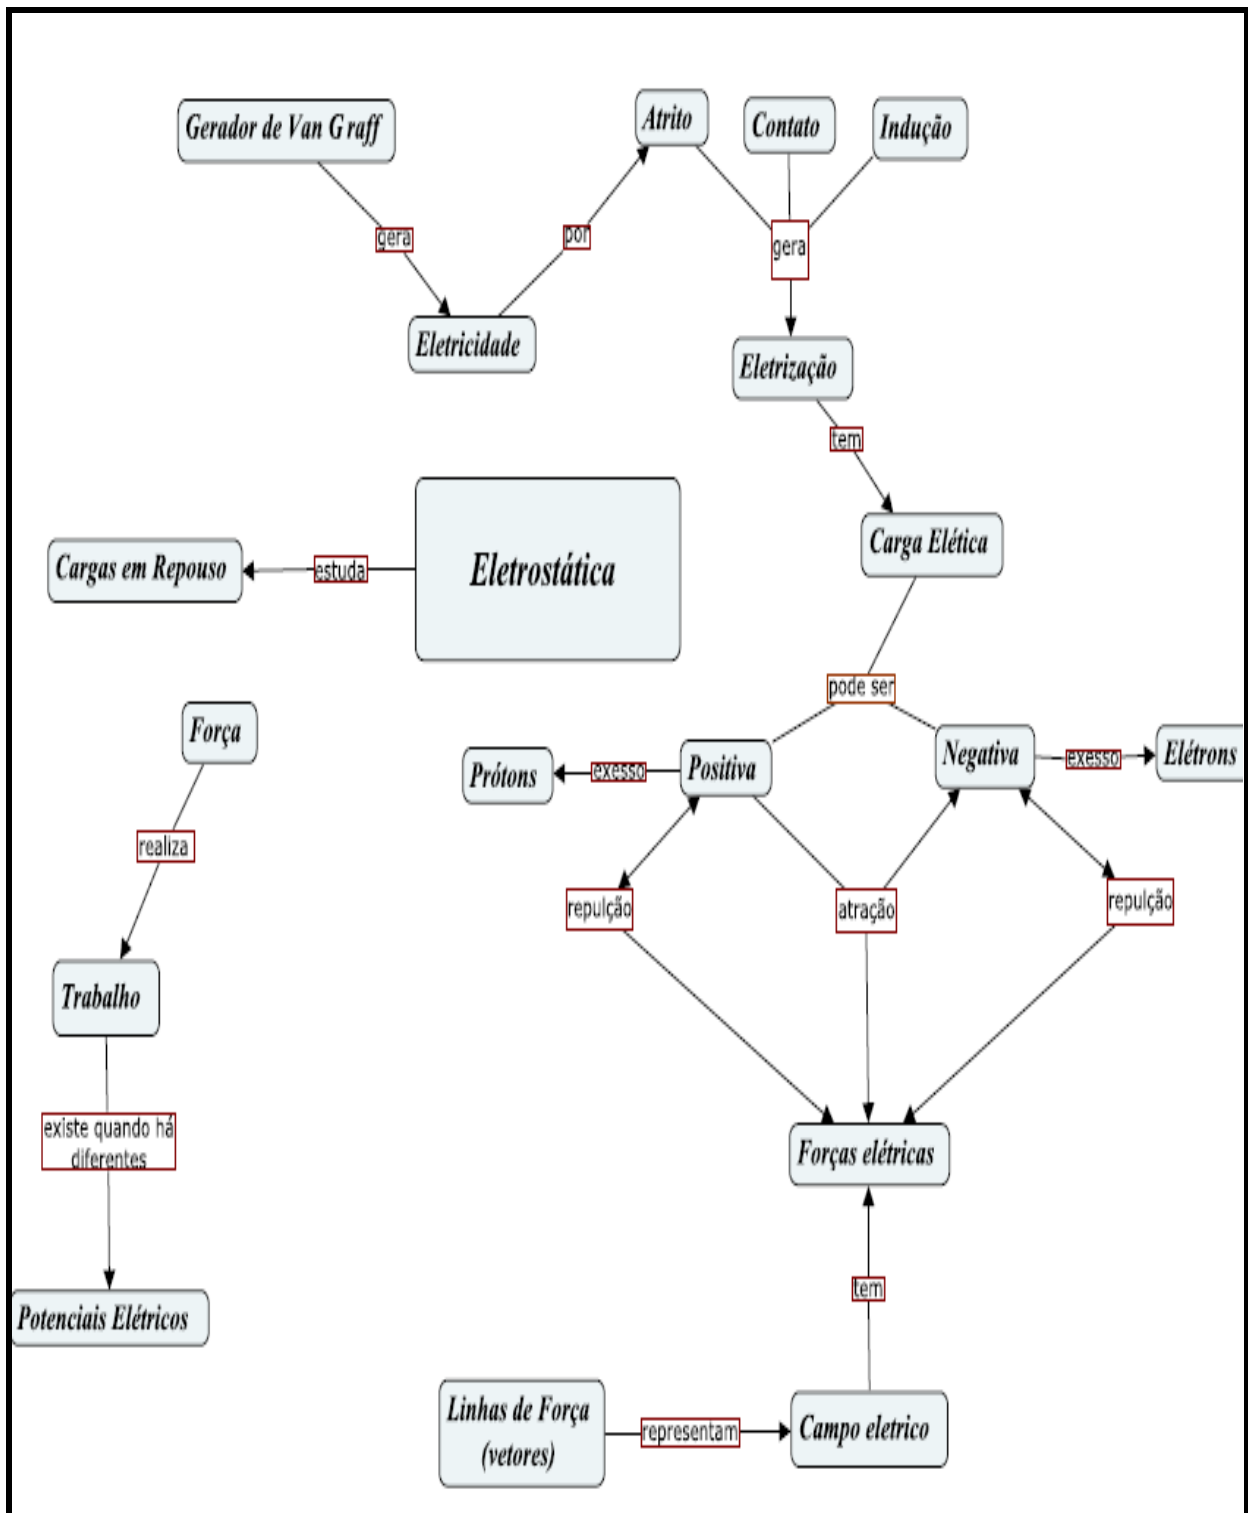 Gerador de Van Graff
Atrito
Contato
Indução
gera
por
gera
Eletricidade
Eletrização
tem
Carga Elética
Cargas em Repouso
estuda
Eletrostática
pode ser
Força
Prótons
exesso
Positiva
Negativa
exesso
Elétrons
realiza
repulção
atração
repulção
Trabalho
existe quando há
diferentes
Forças elétricas
tem
Potenciais Elétricos
Linhas de Força
(vetores)
representam
Campo eletrico